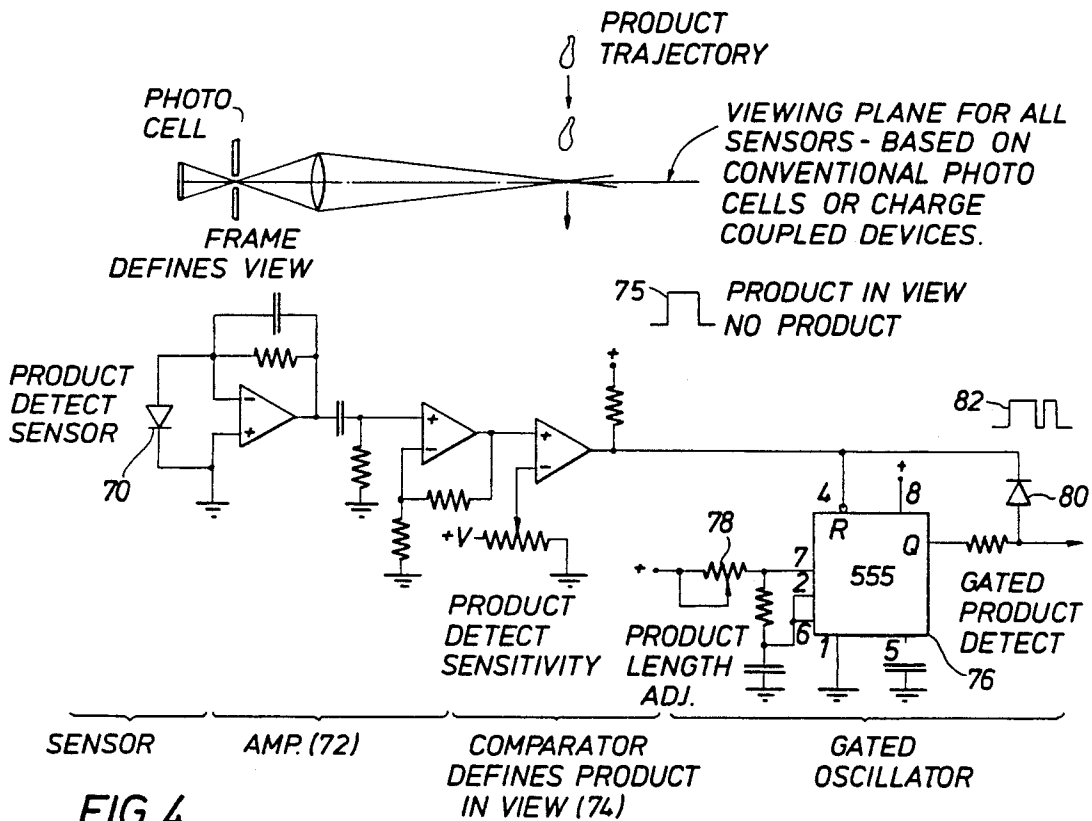 PRODUCT
TRAJECTORY
PHOTO
CELL
VIEWING PLANE FOR ALL
SENSORS - BASED ON
CONVENTIONAL PHOTO
CELLS OR CHARGE
COUPLED DEVICES.
FRAME
DEFINES VIEW
75
PRODUCT IN VIEW
NO PRODUCT
PRODUCT
DETECT
SENSOR
70
-
+
+
-
+
-
+
+V
PRODUCT
DETECT
SENSITIVITY
82
+
4
8
80
R
Q
555
78
+
7
2
6
1
5
76
PRODUCT
LENGTH
ADJ.
GATED
PRODUCT
DETECT
SENSOR
AMP. (72)
COMPARATOR
DEFINES PRODUCT
IN VIEW (74)
GATED
OSCILLATOR
FIG. 4